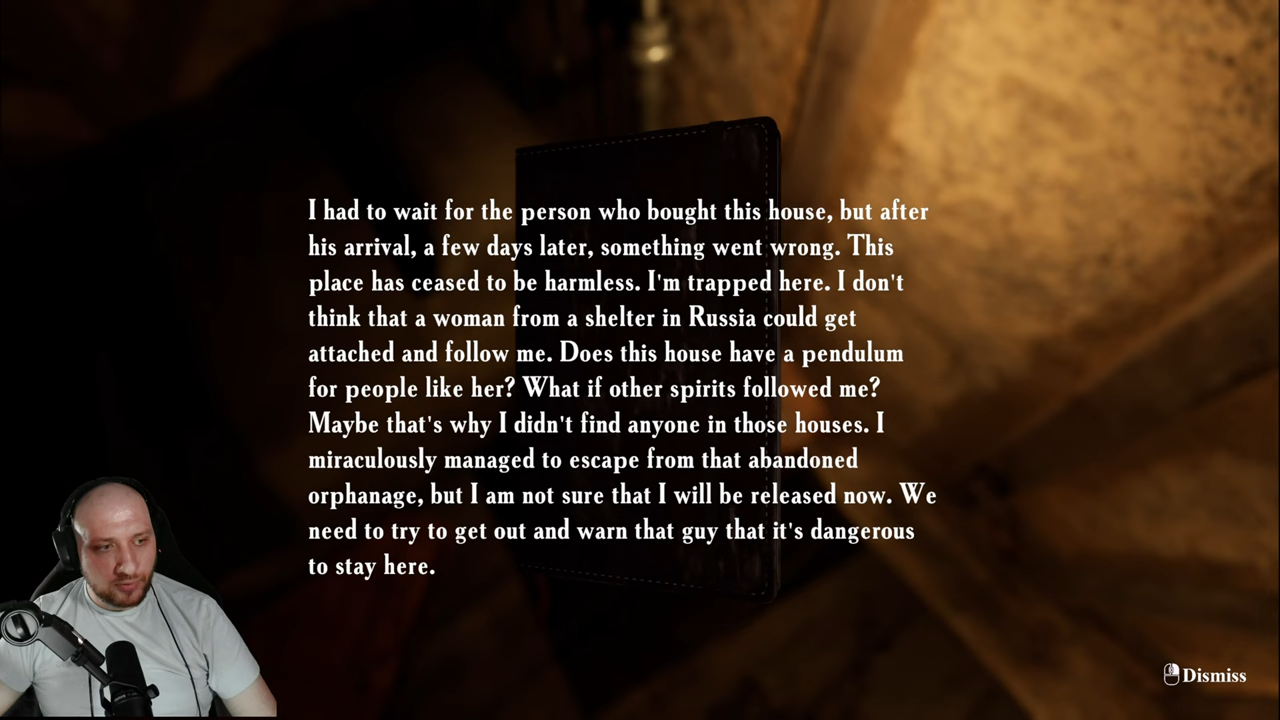 I had to wait for the person who bought this house, but after
his arrival, a few days later, something went wrong. This
place has ceased to be harmless. I'm trapped here. I don't
think that a woman from a shelter in Russia could get
attached and follow me. Does this house have a pendulum
for people like her? What if other spirits followed me?
Maybe that's why I didn't find anyone in those houses. I
miraculously managed to escape from that abandoned
orphanage, but I am not sure that I will be released now. We
need to try to get out and warn that guy that it's dangerous
to stay here.
Dismiss